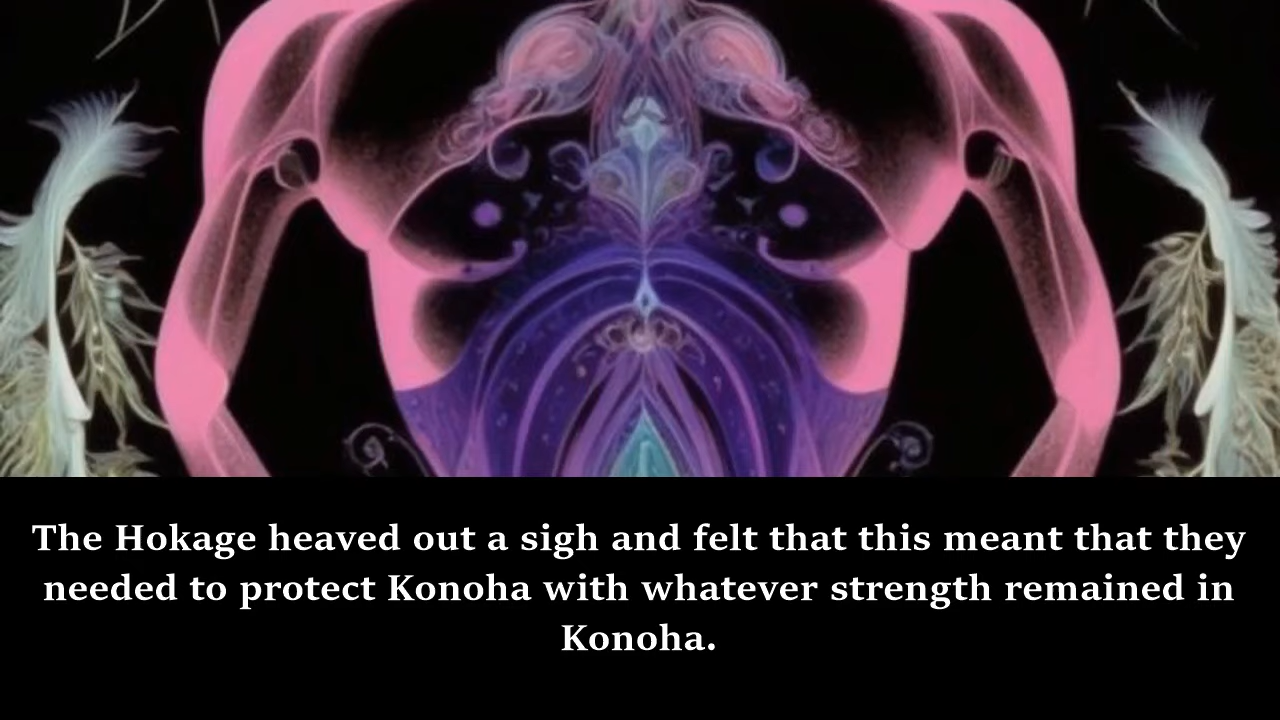 The Hokage heaved out a sigh and felt that this meant that they
needed to protect Konoha with whatever strength remained in
Konoha.